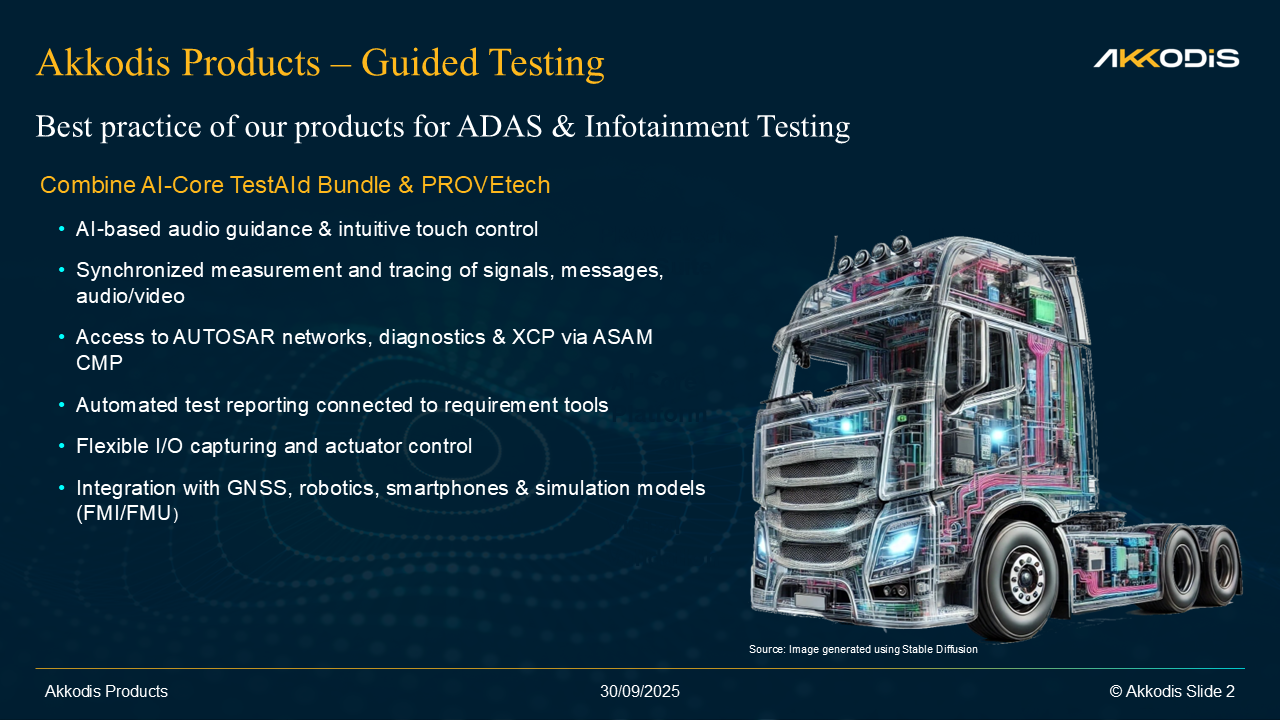 Akkodis Products – Guided Testing
AKKODiS
Best practice of our products for ADAS & Infotainment Testing
Combine AI-Core TestAId Bundle & PROVEtech
• AI-based audio guidance & intuitive touch control
• Synchronized measurement and tracing of signals, messages,
audio/video
• Access to AUTOSAR networks, diagnostics & XCP via ASAM
CMP
• Automated test reporting connected to requirement tools
• Flexible I/O capturing and actuator control
• Integration with GNSS, robotics, smartphones & simulation models
(FMI/FMU）
Source: Image generated using Stable Diffusion
Akkodis Products
30/09/2025
© Akkodis Slide 2